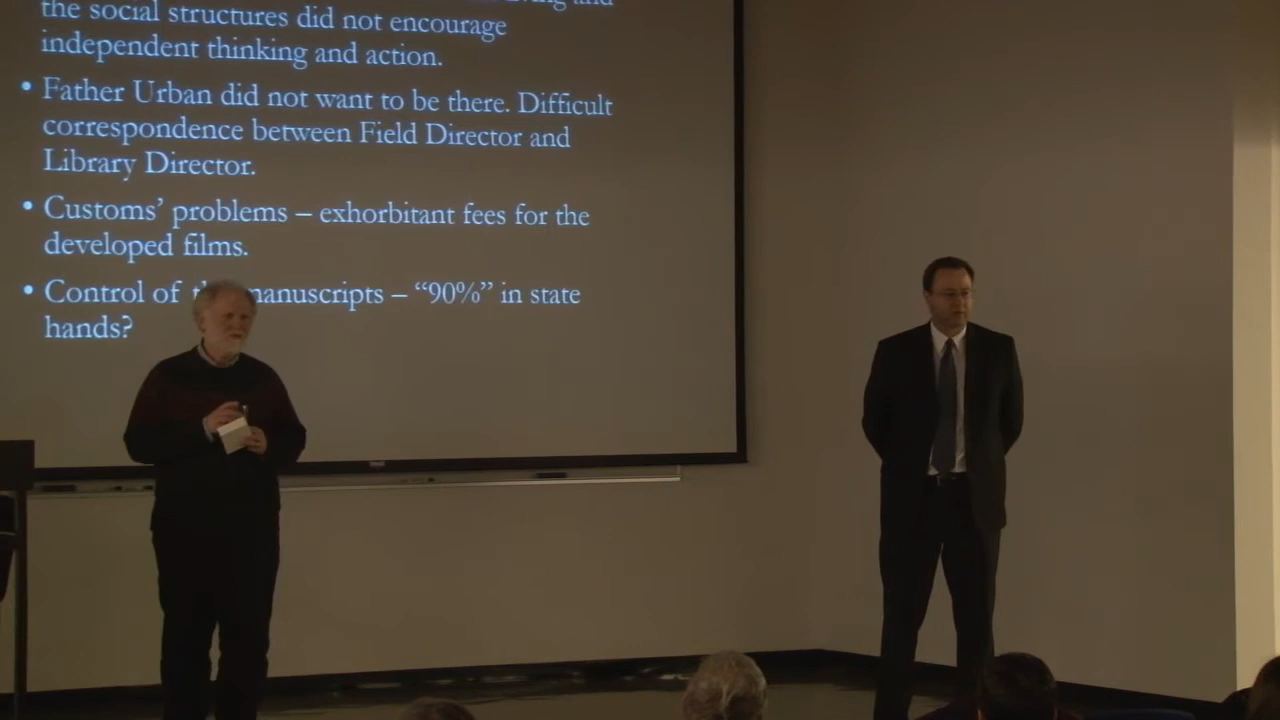 and
the social structures did not encourage
independent thinking and action.
• Father Urban did not want to be there. Difficult
correspondence between Field Director and
Library Director.
• Customs’ problems – exhorbitant fees for the
developed films.
• Control of manuscripts – “90%” in state
hands?